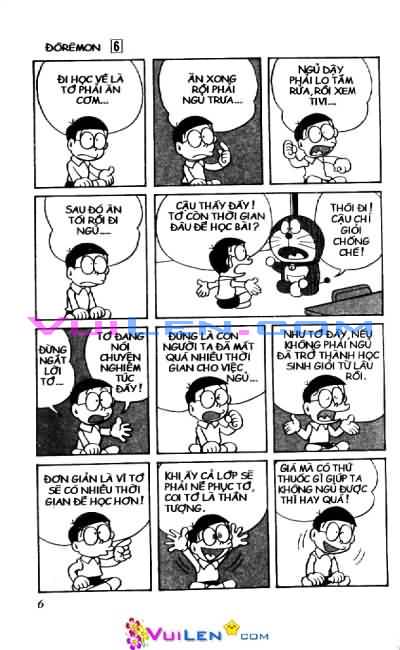 ĐÔRÊMON 6
ĐI HỌC VỀ LÀ
TỚ PHẢI ĂN
CƠM...
ĂN XONG
RỒI PHẢI
NGỦ TRƯA...
NGỦ DẬY
PHẢI LO TẮM
RỬA, RỒI XEM
TIVI...
SAU ĐÓ ĂN
TỐI RỒI ĐI
NGỦ...
CẬU THẤY ĐẤY!
TỚ CÒN THỜI GIAN
ĐÂU ĐỂ HỌC BÀI?
THÔI ĐI!
CẬU CHỈ
GIỎI
CHỐNG
CHẾ!
ĐỪNG
NGẮT
LỜI
TỚ...
TỚ ĐANG
NÓI
CHUYỆN
NGHIÊM
TÚC
ĐẤY!
ĐÚNG LÀ CON
NGƯỜI TA ĐÃ MẤT
QUÁ NHIỀU THỜI
GIAN CHO VIỆC
NGỦ...
NHƯ TỚ ĐÂY, NẾU
KHÔNG PHẢI NGỦ
ĐÃ TRỞ THÀNH HỌC
SINH GIỎI TỪ LÂU
RỒI.
VUILEN.COM
ĐƠN GIẢN LÀ VÌ TỚ
SẼ CÓ NHIỀU THỜI
GIAN ĐỂ HỌC HƠN!
KHI ẤY CẢ LỚP SẼ
PHẢI NỂ PHỤC TỚ,
COI TỚ LÀ THẦN
TƯỢNG.
GIÁ MÀ CÓ THỨ
THUỐC GÌ GIÚP TA
KHÔNG NGỦ ĐƯỢC
THÌ HAY QUÁ!
6
VUILEN.COM